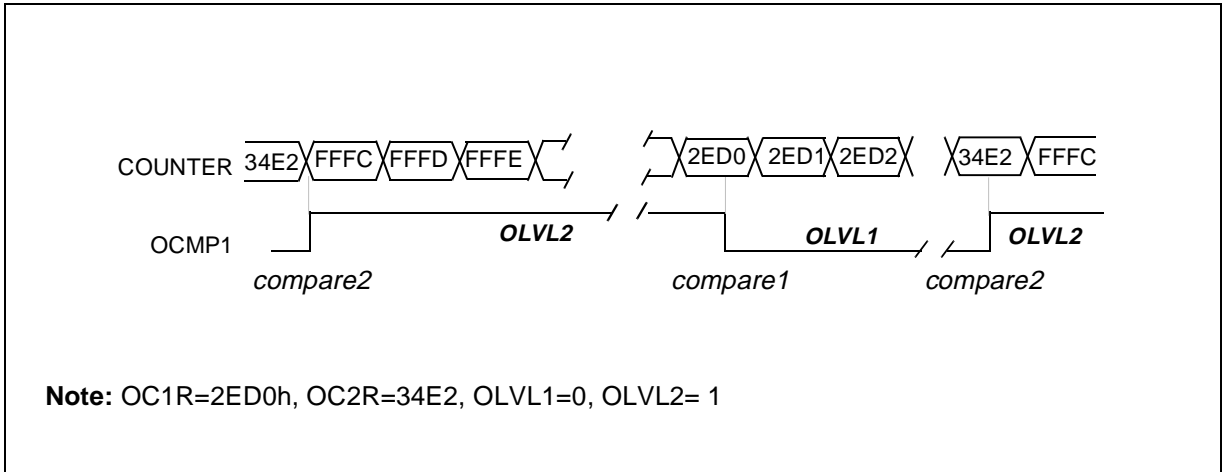 COUNTER 34E2 FFFC FFFD FFFE 2ED0 2ED1 2ED2 34E2 FFFC
OCMP1 OLVL2 OLVL1 OLVL2
compare2 compare1 compare2
Note: OC1R=2ED0h, OC2R=34E2, OLVL1=0, OLVL2= 1